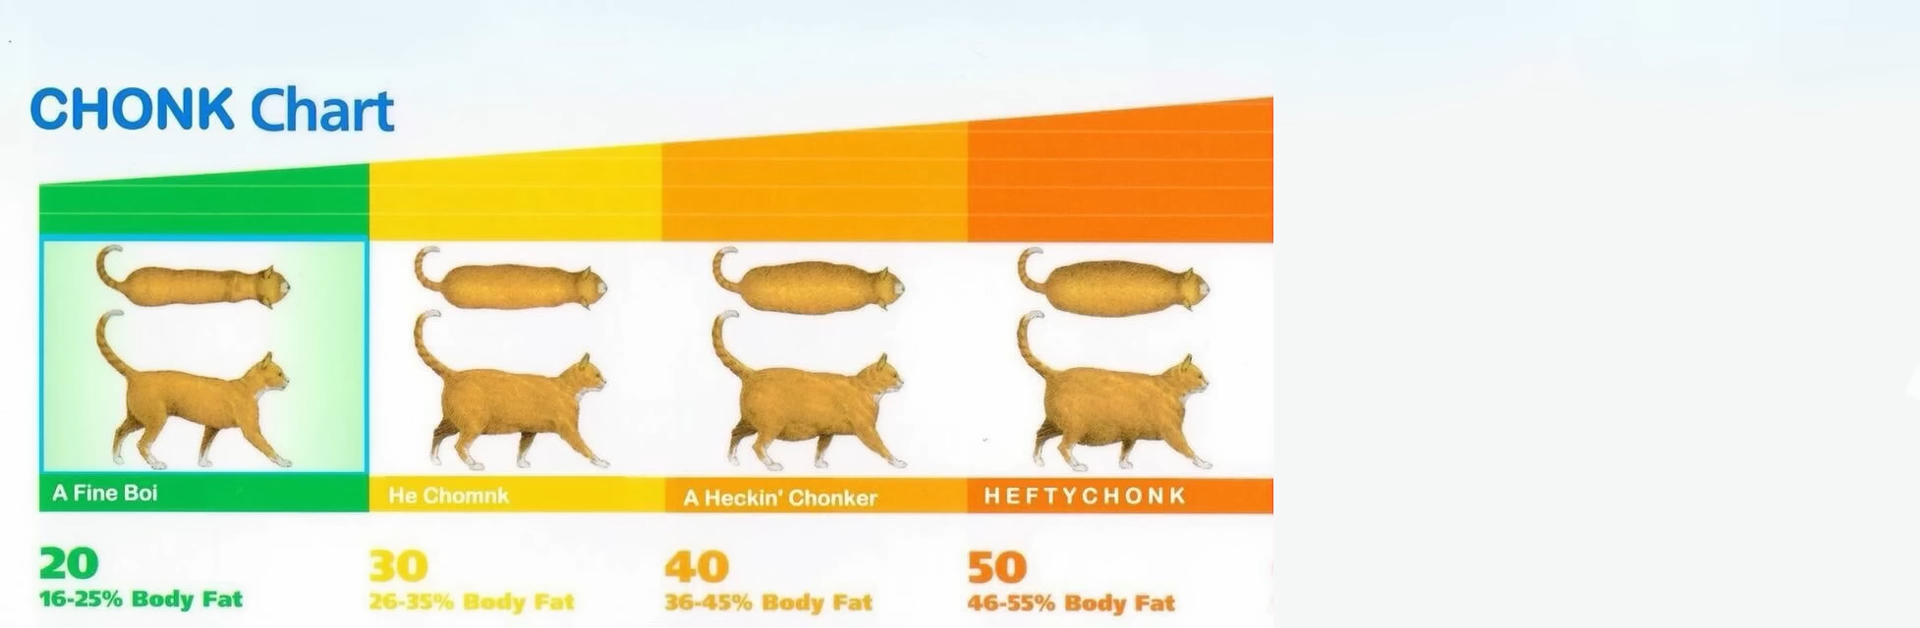 CHONK Chart
A Fine Boi
He Chomnk
A Heckin' Chonker
HEFTYCHONK
20
16-25% Body Fat
30
26-35% Body Fat
40
36-45% Body Fat
50
46-55% Body Fat